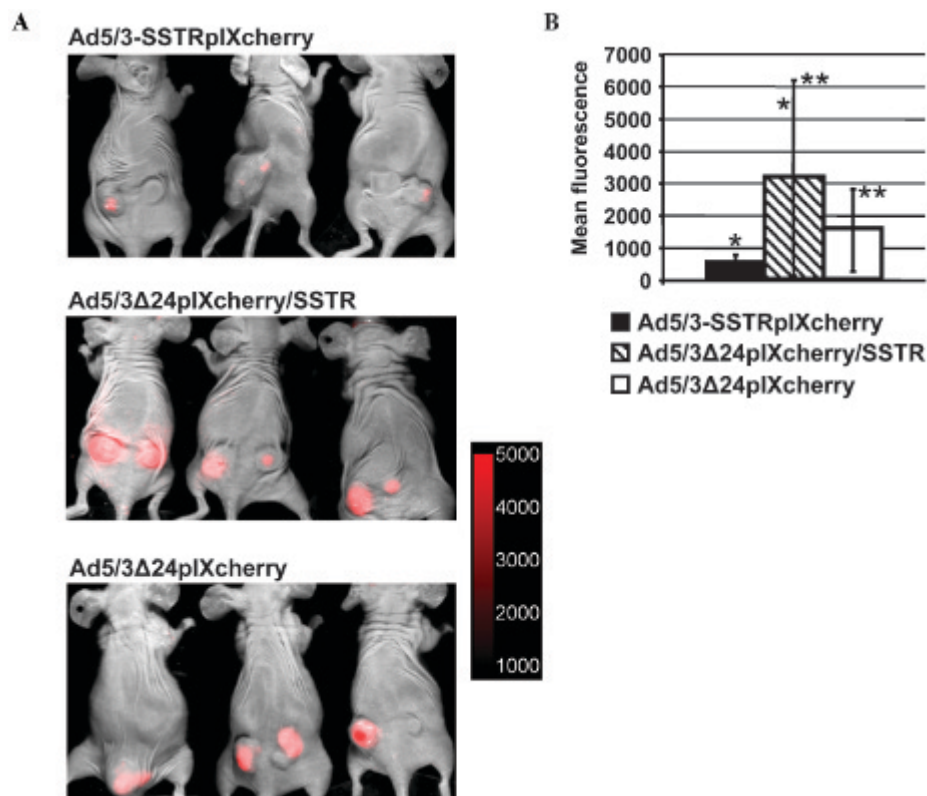 A
Ad5/3-SSTRpIXcherry
Ad5/3Δ24pIXcherry/SSTR
Ad5/3Δ24pIXcherry
5000
4000
3000
2000
1000
B
Mean fluorescence
7000
6000
5000
4000
3000
2000
1000
0
*
*
**
**
Ad5/3-SSTRpIXcherry
Ad5/3Δ24pIXcherry/SSTR
Ad5/3Δ24pIXcherry